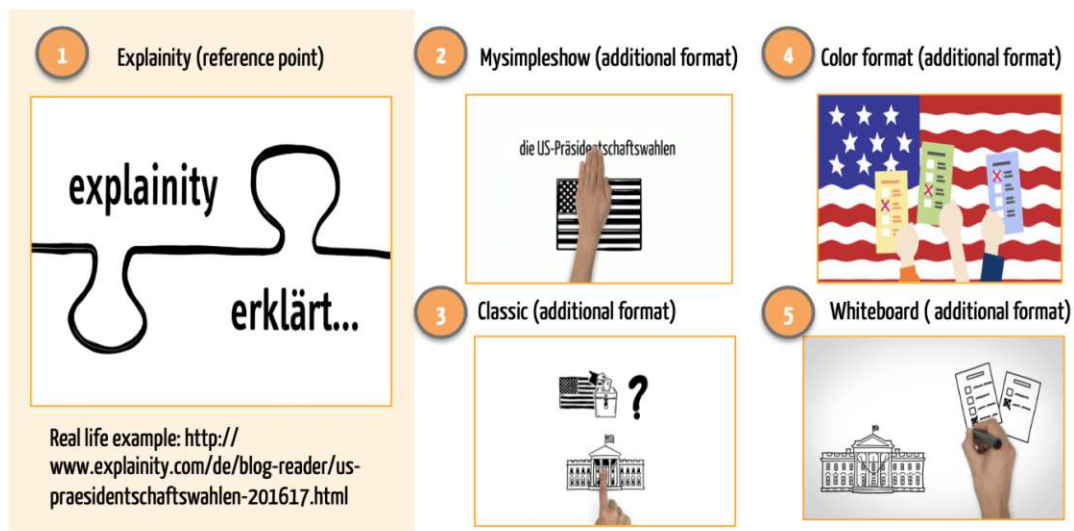 1
Explainity (reference point)
explainity
erklärt...
Real life example: http://
www.explainity.com/de/blog-reader/us-
praesidentschaftswahlen-201617.html
2
Mysimpleshow (additional format)
die US-Präsidentschaftswahlen
3
Classic (additional format)
?
4
Color format (additional format)
5
Whiteboard ( additional format)